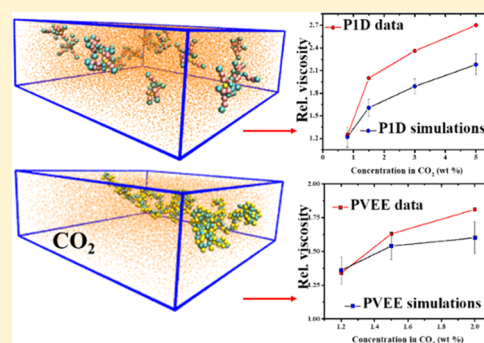 CO₂
2.7
2.4
2.1
1.8
1.5
1.2
Rel. viscosity
P1D data
P1D simulations
0 1 2 3 4 5
Concentration in CO₂ (wt %)
2.00
1.75
1.50
1.25
1.00
Rel. viscosity
PVEE data
PVEE simulations
1.2 1.4 1.6 1.8 2.0
Concentration in CO₂ (wt %)